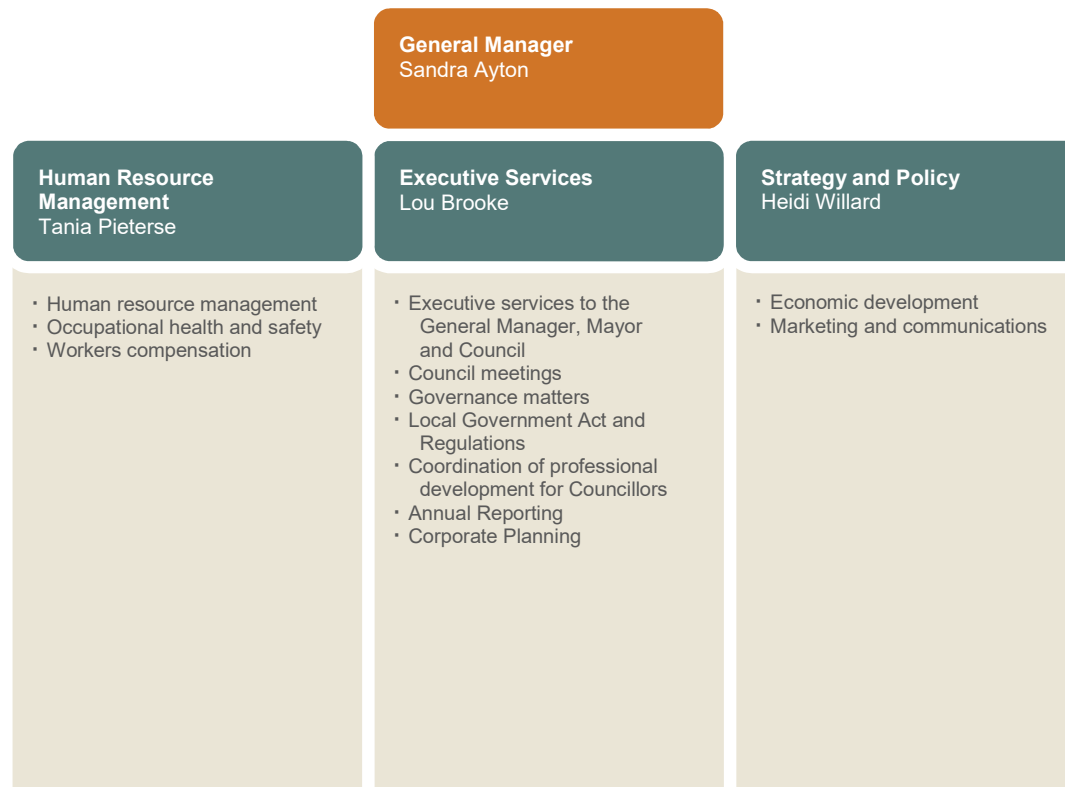 General Manager
Sandra Ayton
Human Resource
Management
Tania Pieterse
Executive Services
Lou Brooke
Strategy and Policy
Heidi Willard
· Human resource management
· Occupational health and safety
· Workers compensation
· Executive services to the
General Manager, Mayor
and Council
· Council meetings
· Governance matters
· Local Government Act and
Regulations
· Coordination of professional
development for Councillors
· Annual Reporting
· Corporate Planning
· Economic development
· Marketing and communications